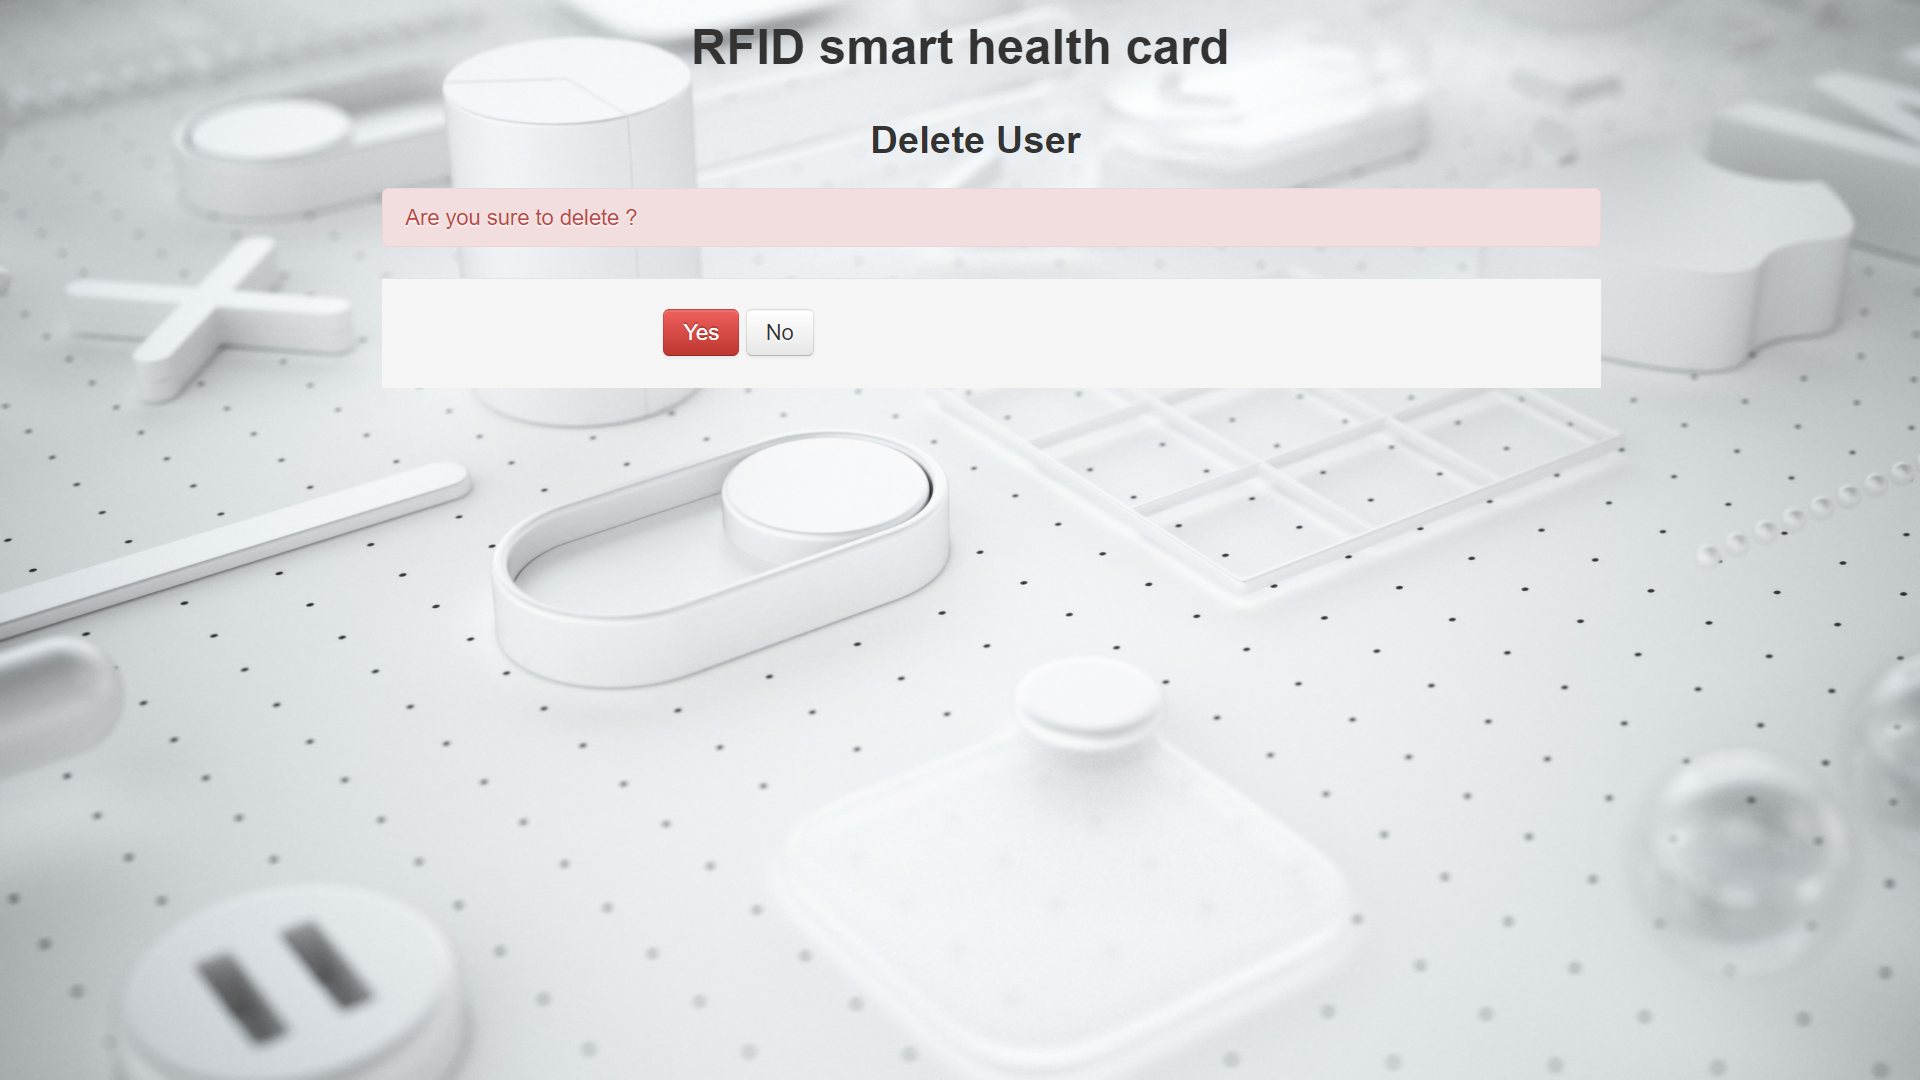 RFID smart health card
Delete User
Are you sure to delete ?
Yes No